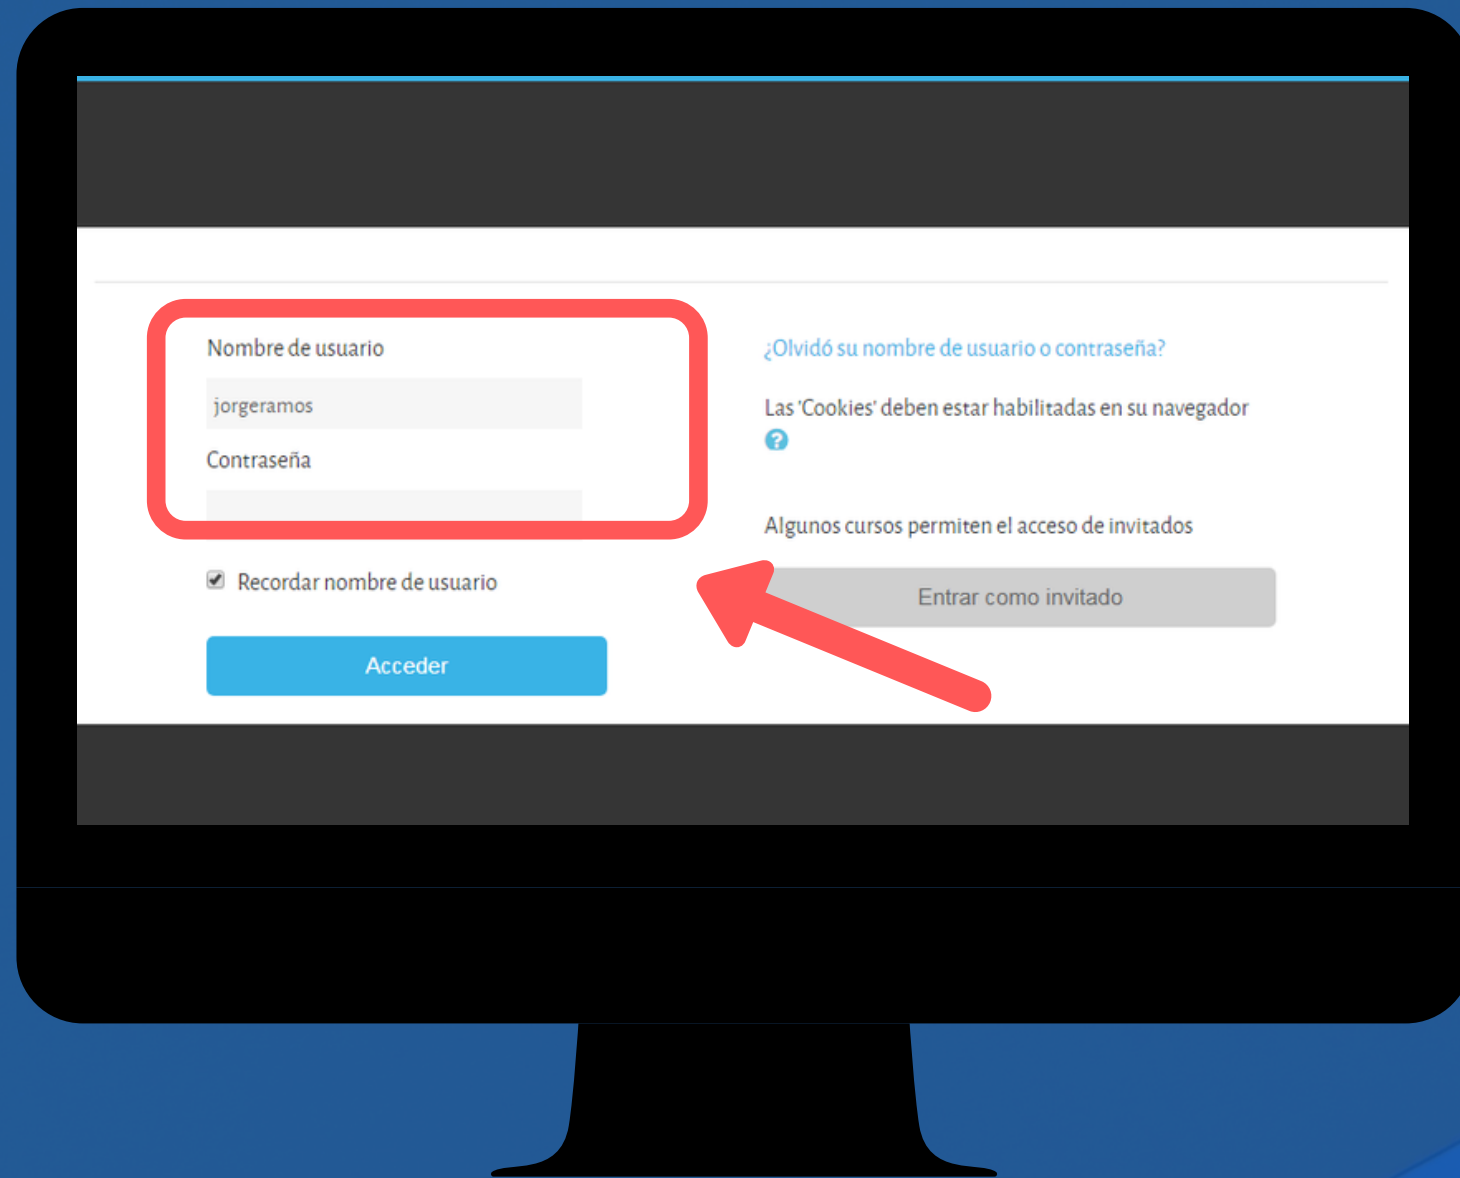 Nombre de usuario
jorgeramos
Contraseña
Recordar nombre de usuario
Acceder
¿Olvidó su nombre de usuario o contraseña?
Las 'Cookies' deben estar habilitadas en su navegador
?
Algunos cursos permiten el acceso de invitados
Entrar como invitado